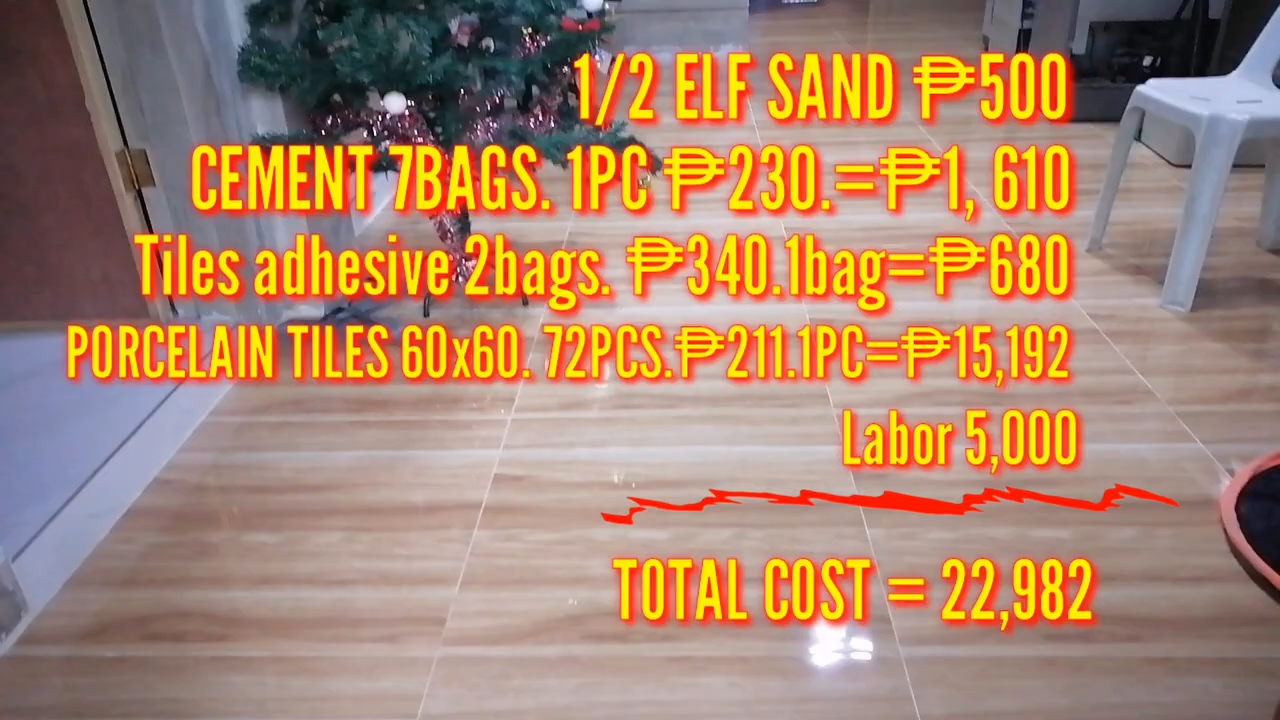 1/2 ELF SAND ₱500
CEMENT 7BAGS. 1PC ₱230.=₱1, 610
Tiles adhesive 2bags. ₱340.1bag=₱680
PORCELAIN TILES 60x60. 72PCS.₱211.1PC=₱15,192
Labor 5,000
TOTAL COST = 22,982